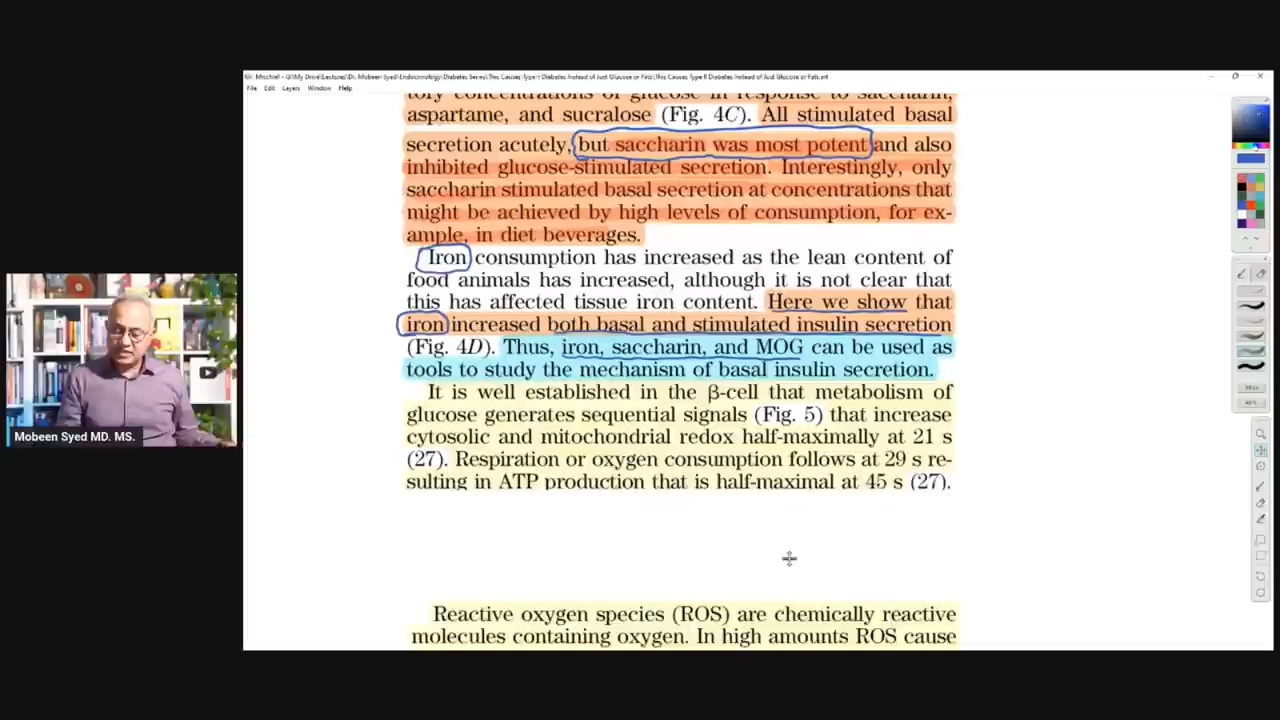 File Edit Layers Window Help
tory concentrations of glucose in response to saccharin,
aspartame, and sucralose (Fig. 4C). All stimulated basal
secretion acutely, but saccharin was most potent and also
inhibited glucose-stimulated secretion. Interestingly, only
saccharin stimulated basal secretion at concentrations that
might be achieved by high levels of consumption, for ex-
ample, in diet beverages.
Iron consumption has increased as the lean content of
food animals has increased, although it is not clear that
this has affected tissue iron content. Here we show that
iron increased both basal and stimulated insulin secretion
(Fig. 4D). Thus, iron, saccharin, and MOG can be used as
tools to study the mechanism of basal insulin secretion.
It is well established in the β-cell that metabolism of
glucose generates sequential signals (Fig. 5) that increase
cytosolic and mitochondrial redox half-maximally at 21 s
(27). Respiration or oxygen consumption follows at 29 s re-
sulting in ATP production that is half-maximal at 45 s (27).
Reactive oxygen species (ROS) are chemically reactive
molecules containing oxygen. In high amounts ROS cause
Mobeen Syed MD. MS.